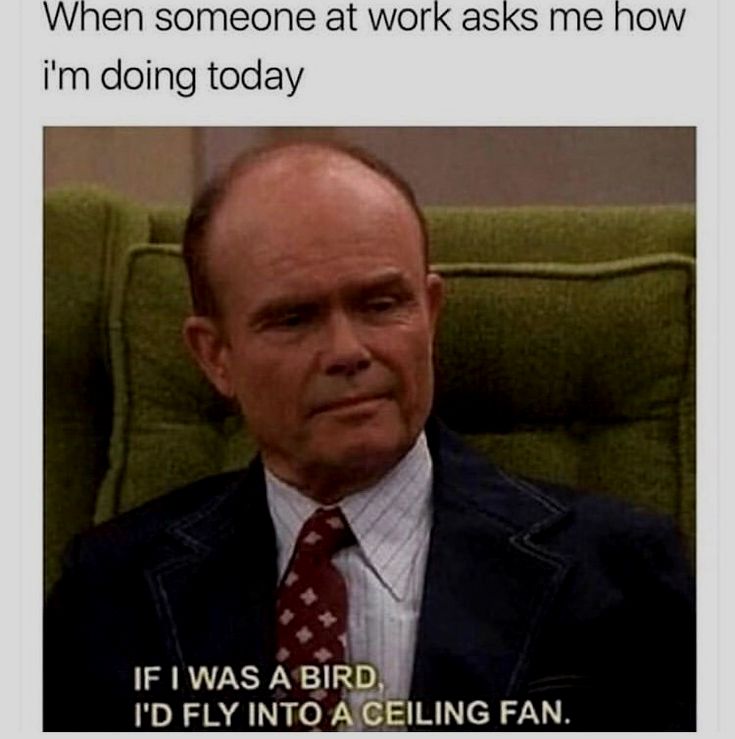 When someone at work asks me how
i'm doing today
IF I WAS A BIRD,
I'D FLY INTO A CEILING FAN.